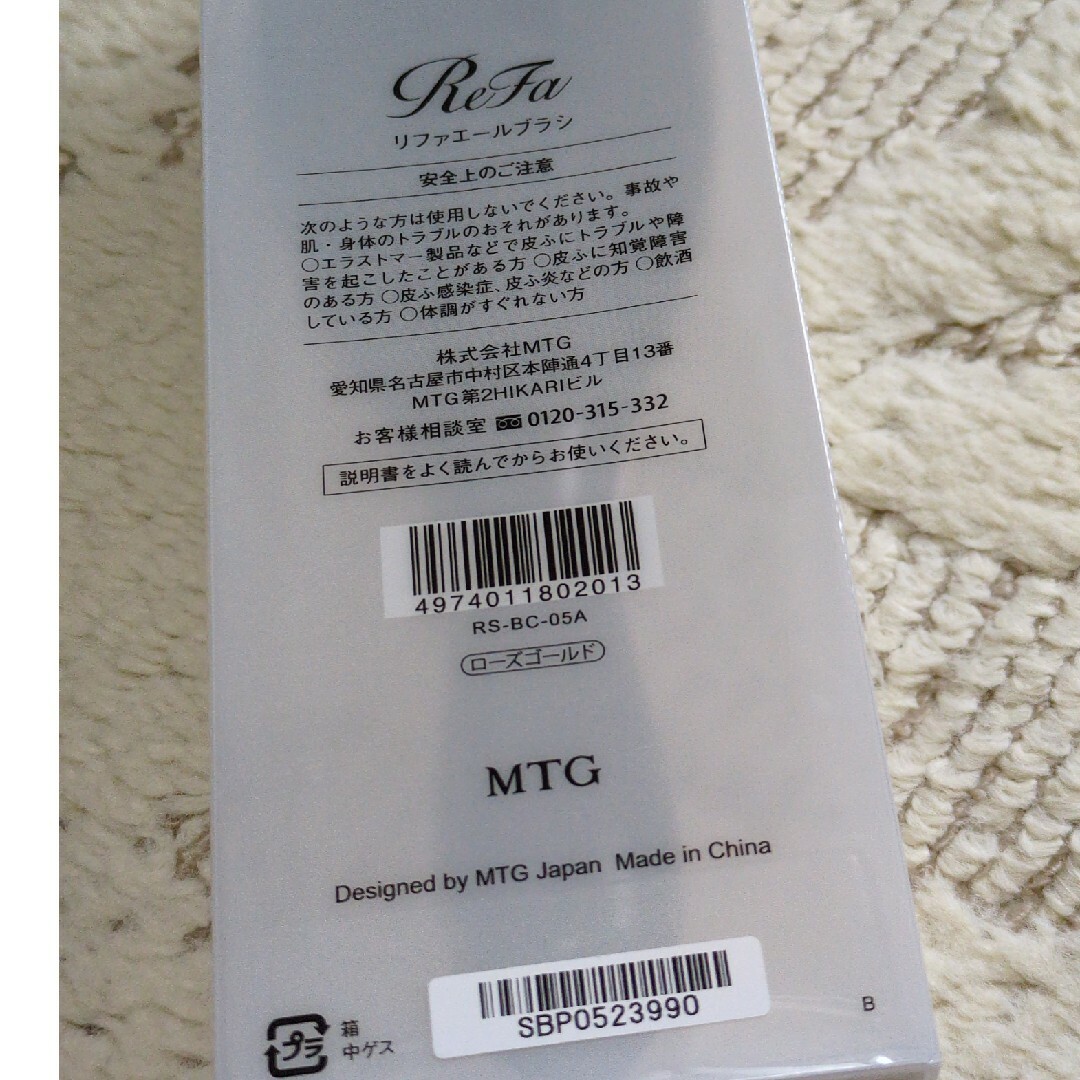 ReFa
リファエールブラシ
安全上のご注意
次のような方は使用しないでください。事故や
肌・身体のトラブルのおそれがあります。
○エラストマー製品などで皮ふにトラブルや障
害を起こしたことがある方 ○皮ふに知覚障害
のある方 ○皮ふ感染症、皮ふ炎などの方 ○飲酒
している方 ○体調がすぐれない方
株式会社MTG
愛知県名古屋市中村区本陣通4丁目13番
MTG第2HIKARIビル
お客様相談室 0120-315-332
説明書をよく読んでからお使いください。
4974011802013
RS-BC-05A
ローズゴールド
MTG
Designed by MTG Japan Made in China
SBP0523990
B
プラ
箱
中ゲス